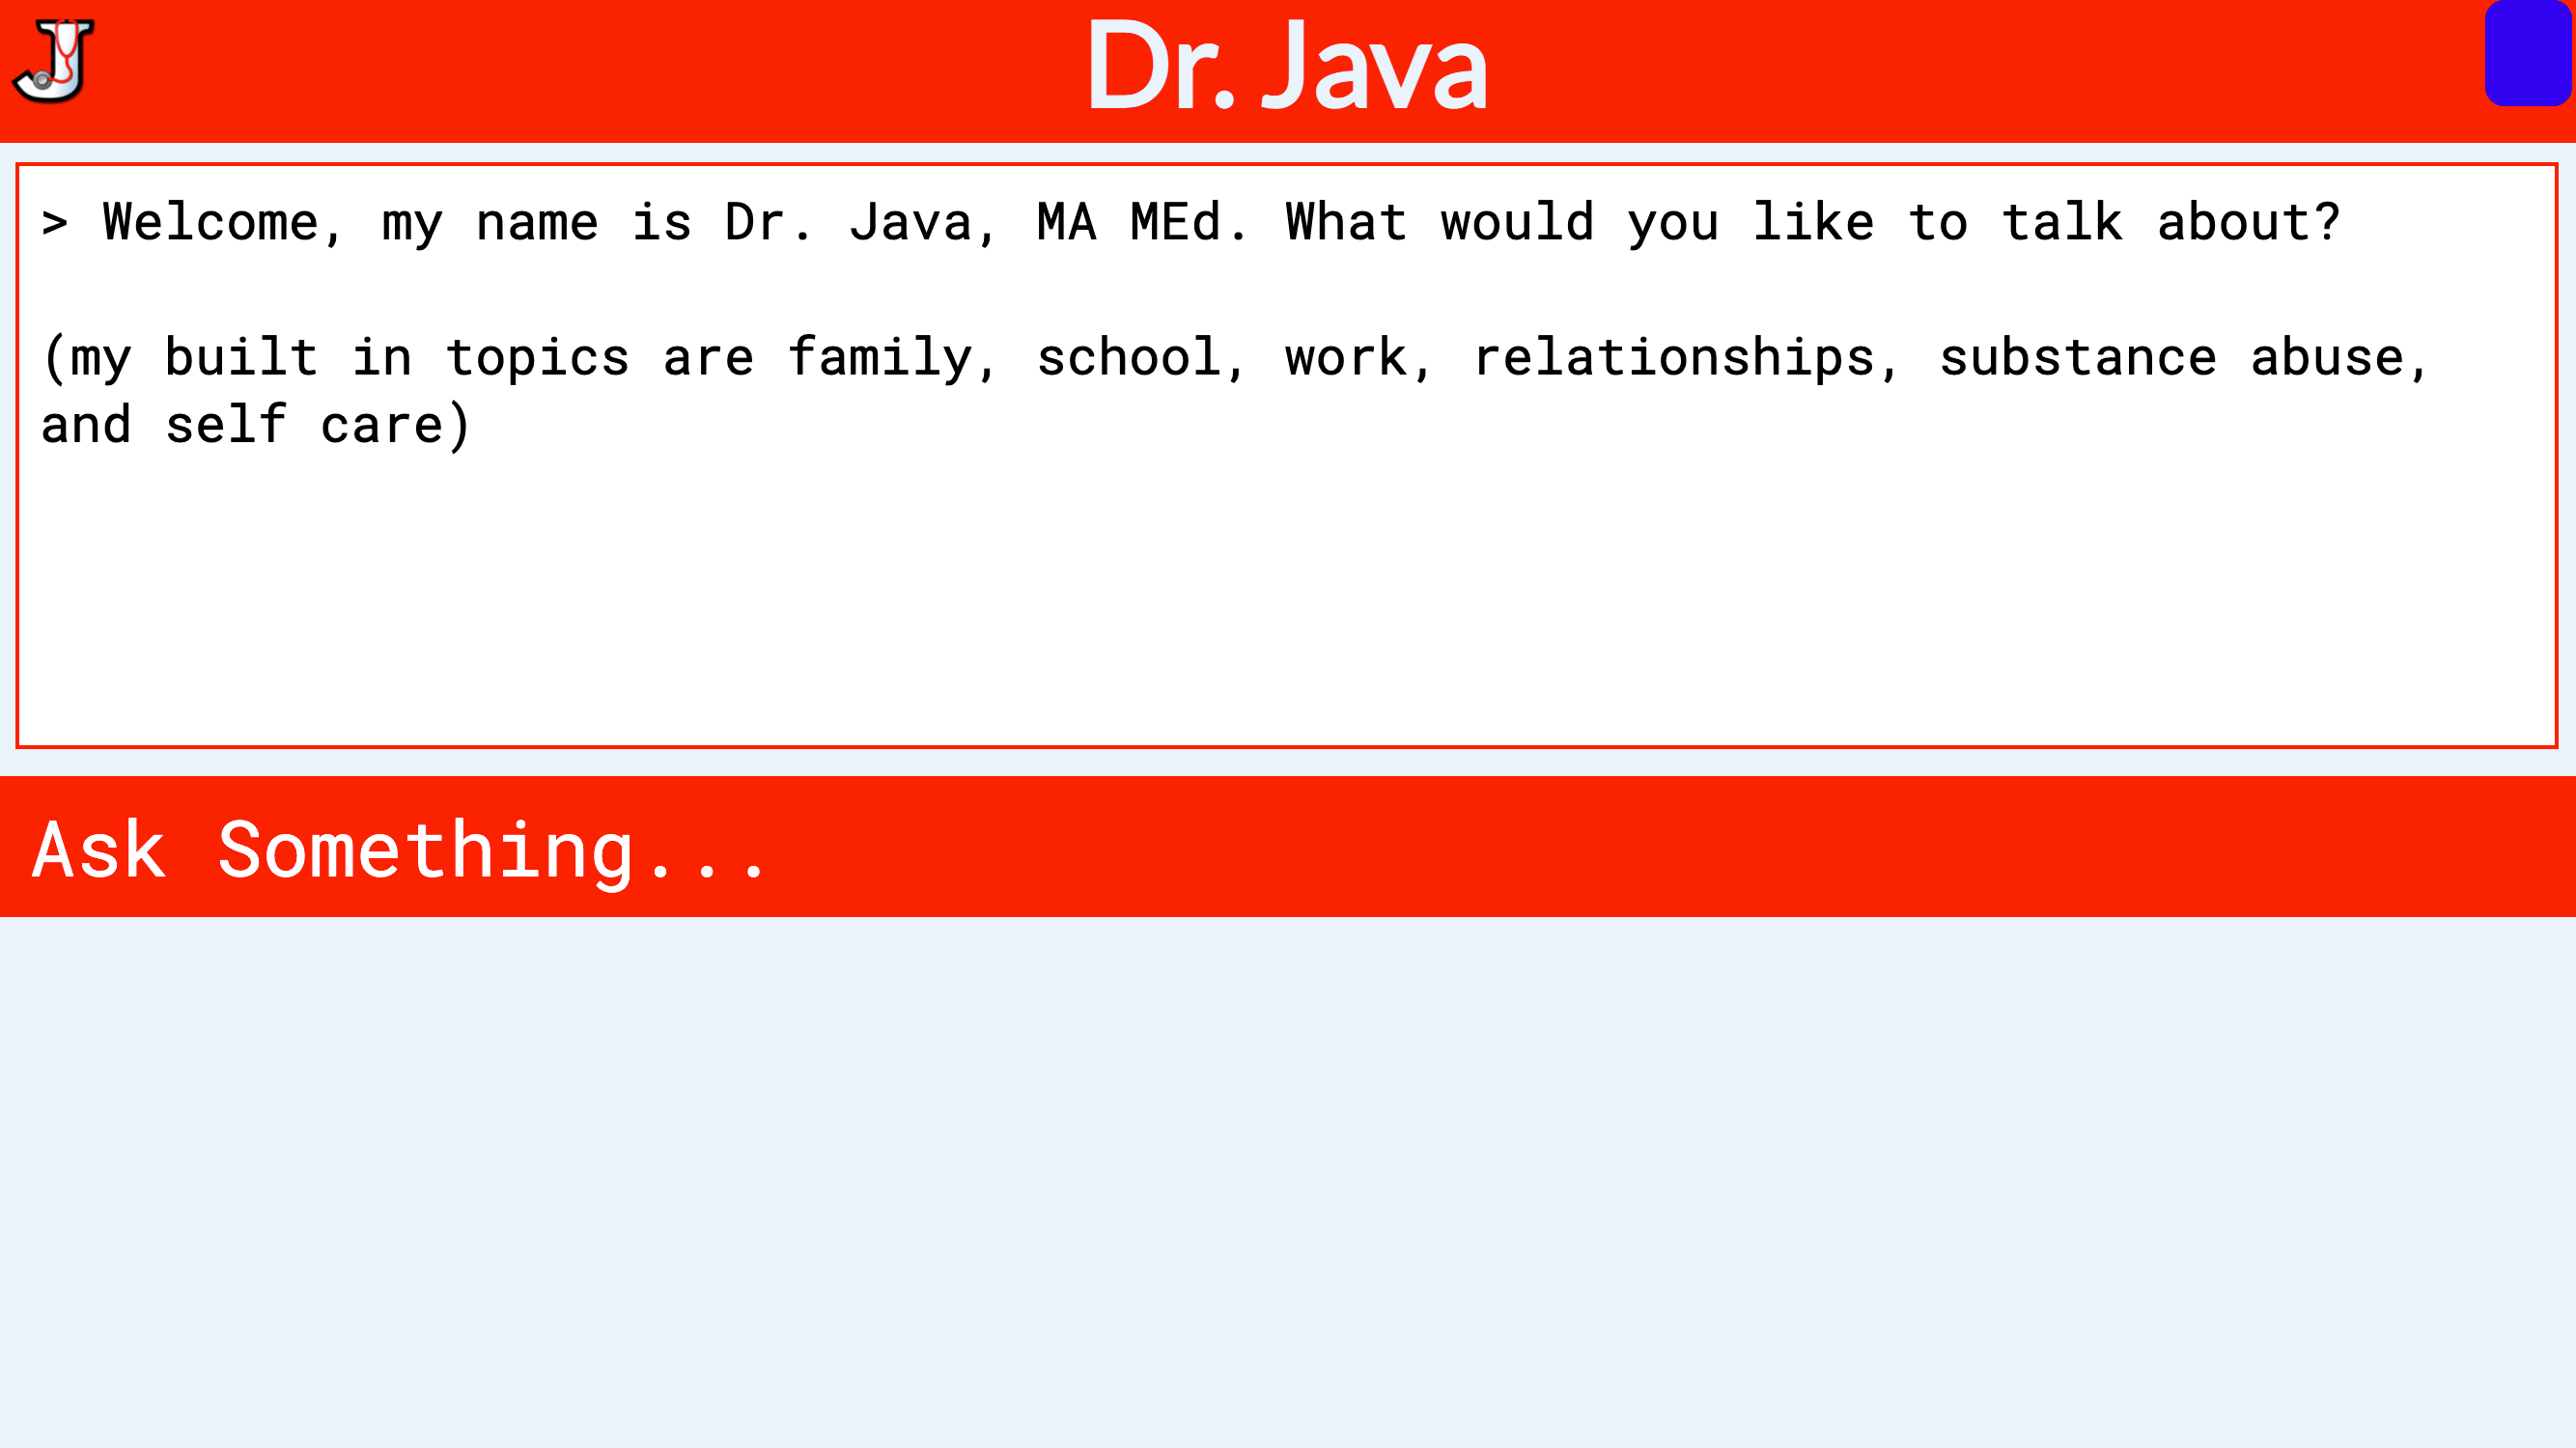 J
Dr. Java
> Welcome, my name is Dr. Java, MA MEd. What would you like to talk about?
(my built in topics are family, school, work, relationships, substance abuse,
and self care)
Ask Something...